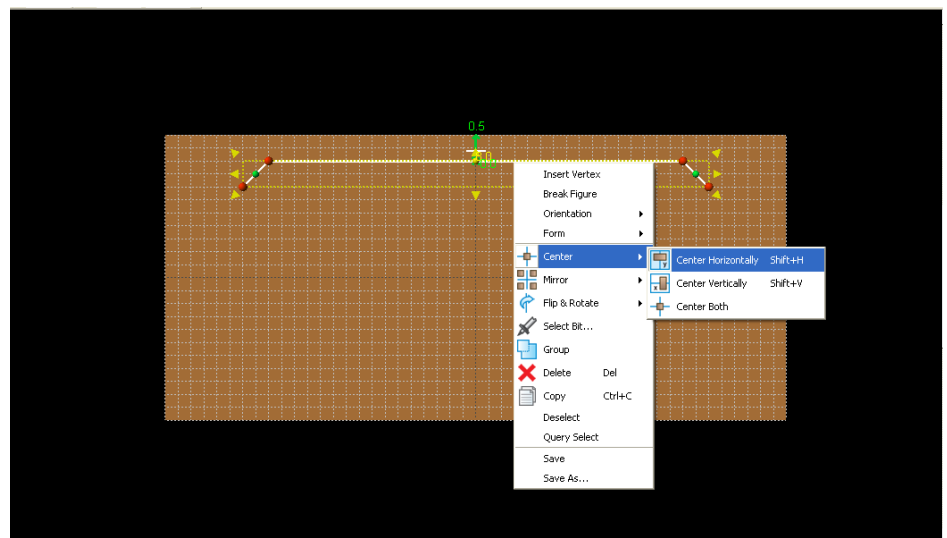 0.5
Insert Vertex
Break Figure
Orientation
Form
Center
Center Horizontally Shift+H
Mirror
Center Vertically Shift+V
Flip & Rotate
Center Both
Select Bit...
Group
Delete Del
Copy Ctrl+C
Deselect
Query Select
Save
Save As...